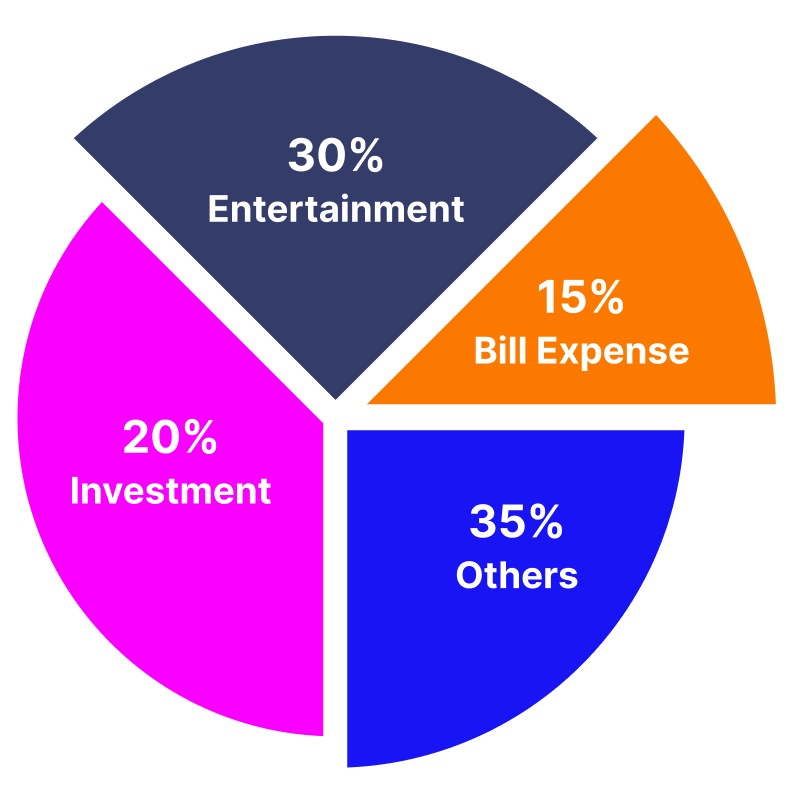 30%
Entertainment
15%
Bill Expense
20%
Investment
35%
Others